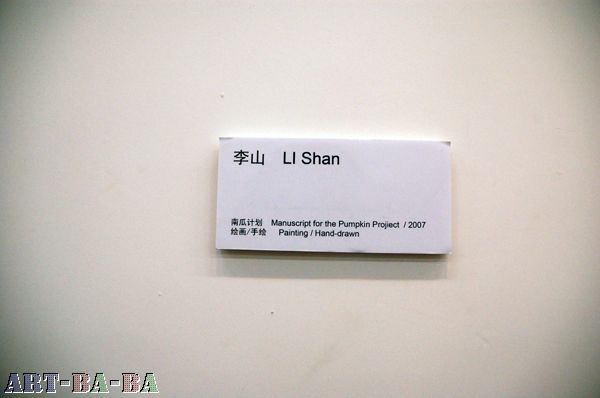 李山 LI Shan
南瓜计划 Manuscript for the Pumpkin Projiect / 2007
绘画/手绘 Painting / Hand-drawn
ART-BA-BA